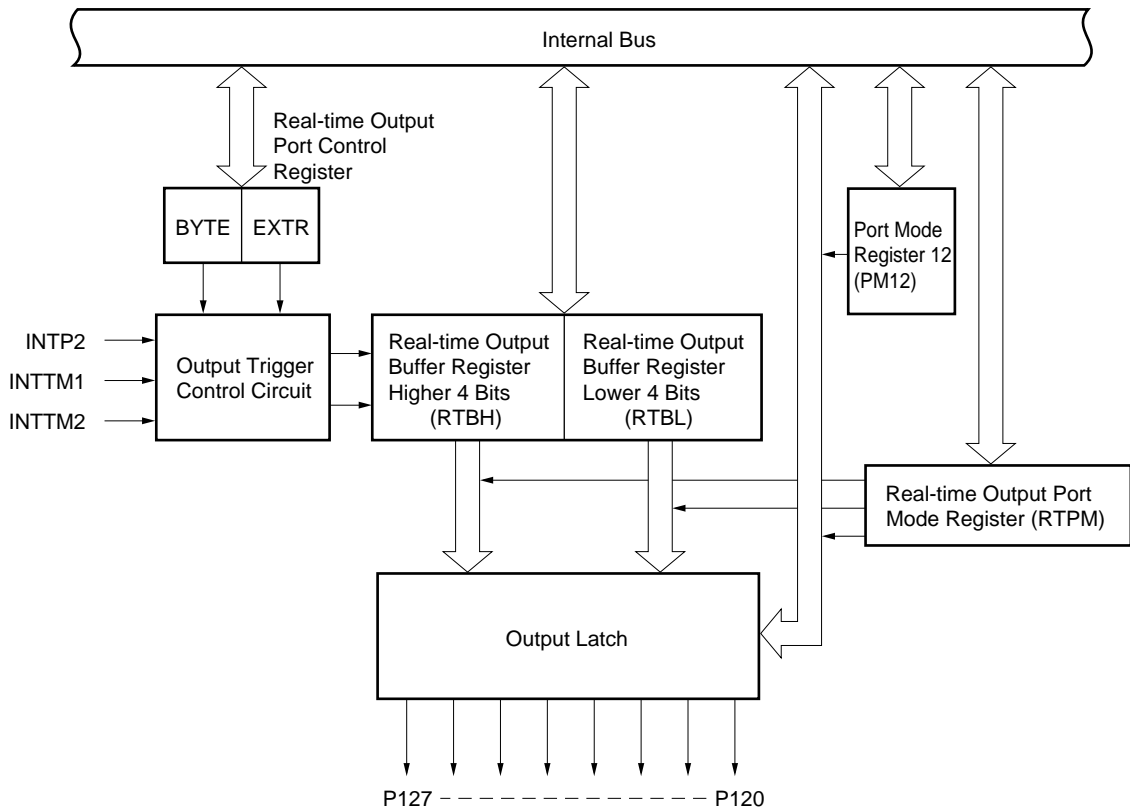 Internal Bus
Real-time Output
Port Control
Register
BYTE
EXTR
Port Mode
Register 12
(PM12)
INTP2
INTTM1
INTTM2
Output Trigger
Control Circuit
Real-time Output
Buffer Register
Higher 4 Bits
(RTBH)
Real-time Output
Buffer Register
Lower 4 Bits
(RTBL)
Real-time Output Port
Mode Register (RTPM)
Output Latch
P127
P120